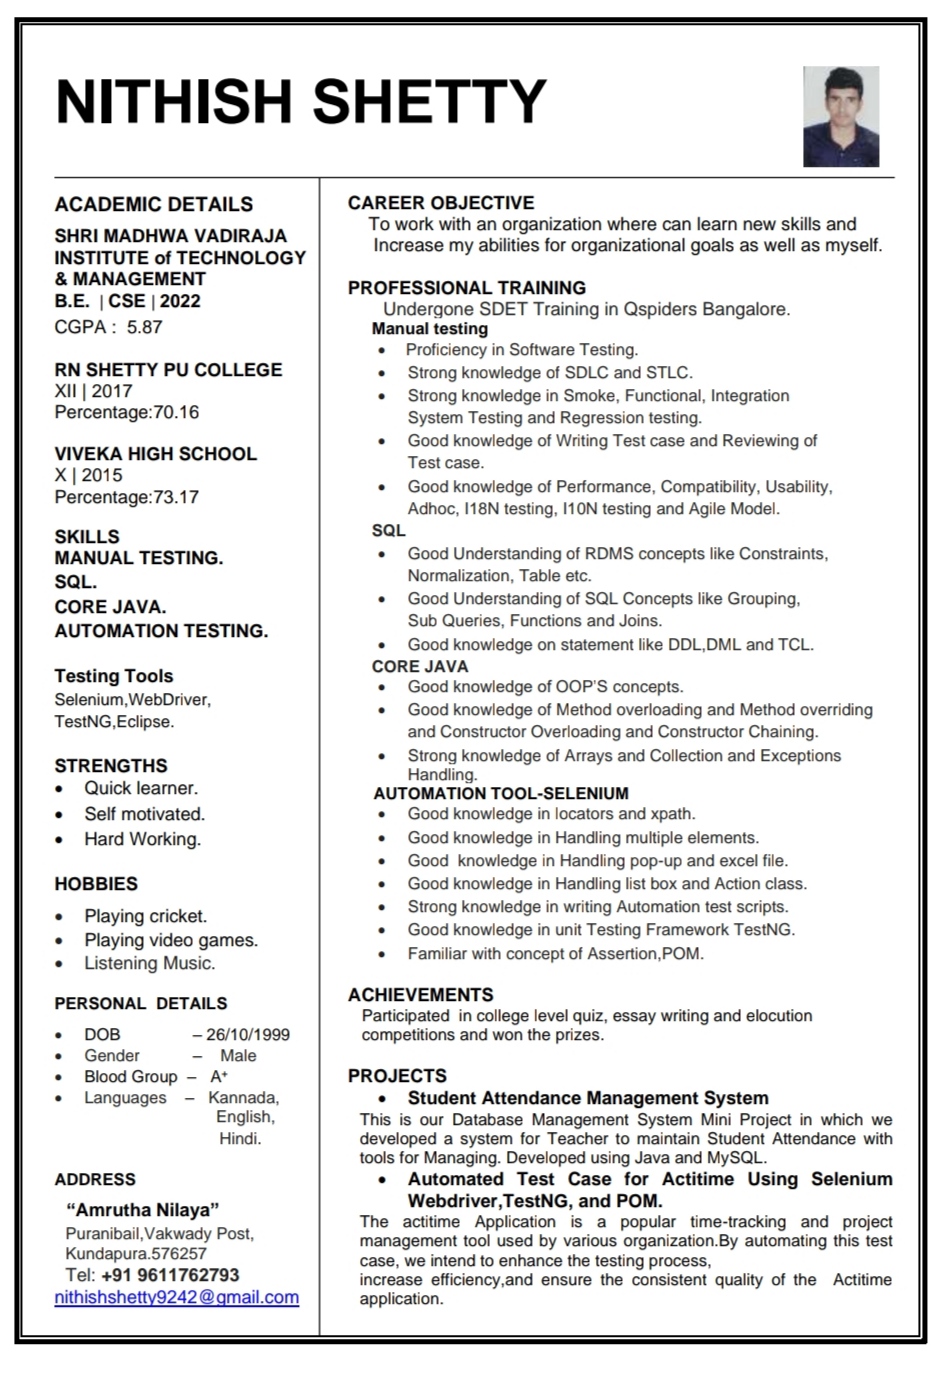 NITHISH SHETTY
ACADEMIC DETAILS
SHRI MADHWA VADIRAJA
INSTITUTE of TECHNOLOGY
& MANAGEMENT
B.E. | CSE | 2022
CGPA : 5.87
RN SHETTY PU COLLEGE
XII | 2017
Percentage:70.16
VIVEKA HIGH SCHOOL
X | 2015
Percentage:73.17
SKILLS
MANUAL TESTING.
SQL.
CORE JAVA.
AUTOMATION TESTING.
Testing Tools
Selenium,WebDriver,
TestNG,Eclipse.
STRENGTHS
• Quick learner.
• Self motivated.
• Hard Working.
HOBBIES
• Playing cricket.
• Playing video games.
• Listening Music.
PERSONAL DETAILS
• DOB – 26/10/1999
• Gender – Male
• Blood Group – A+
• Languages – Kannada,
English,
Hindi.
ADDRESS
“Amrutha Nilaya”
Puranibail,Vakwady Post,
Kundapura.576257
Tel: +91 9611762793
nithishshetty9242@gmail.com
CAREER OBJECTIVE
To work with an organization where can learn new skills and
Increase my abilities for organizational goals as well as myself.
PROFESSIONAL TRAINING
Undergone SDET Training in Qspiders Bangalore.
Manual testing
• Proficiency in Software Testing.
• Strong knowledge of SDLC and STLC.
• Strong knowledge in Smoke, Functional, Integration
System Testing and Regression testing.
• Good knowledge of Writing Test case and Reviewing of
Test case.
• Good knowledge of Performance, Compatibility, Usability,
Adhoc, I18N testing, I10N testing and Agile Model.
SQL
• Good Understanding of RDMS concepts like Constraints,
Normalization, Table etc.
• Good Understanding of SQL Concepts like Grouping,
Sub Queries, Functions and Joins.
• Good knowledge on statement like DDL,DML and TCL.
CORE JAVA
• Good knowledge of OOP'S concepts.
• Good knowledge of Method overloading and Method overriding
and Constructor Overloading and Constructor Chaining.
• Strong knowledge of Arrays and Collection and Exceptions
Handling.
AUTOMATION TOOL-SELENIUM
• Good knowledge in locators and xpath.
• Good knowledge in Handling multiple elements.
• Good knowledge in Handling pop-up and excel file.
• Good knowledge in Handling list box and Action class.
• Strong knowledge in writing Automation test scripts.
• Good knowledge in unit Testing Framework TestNG.
• Familiar with concept of Assertion,POM.
ACHIEVEMENTS
Participated in college level quiz, essay writing and elocution
competitions and won the prizes.
PROJECTS
• Student Attendance Management System
This is our Database Management System Mini Project in which we
developed a system for Teacher to maintain Student Attendance with
tools for Managing. Developed using Java and MySQL.
• Automated Test Case for Actitime Using Selenium
Webdriver,TestNG, and POM.
The actitime Application is a popular time-tracking and project
management tool used by various organization.By automating this test
case, we intend to enhance the testing process,
increase efficiency,and ensure the consistent quality of the Actitime
application.